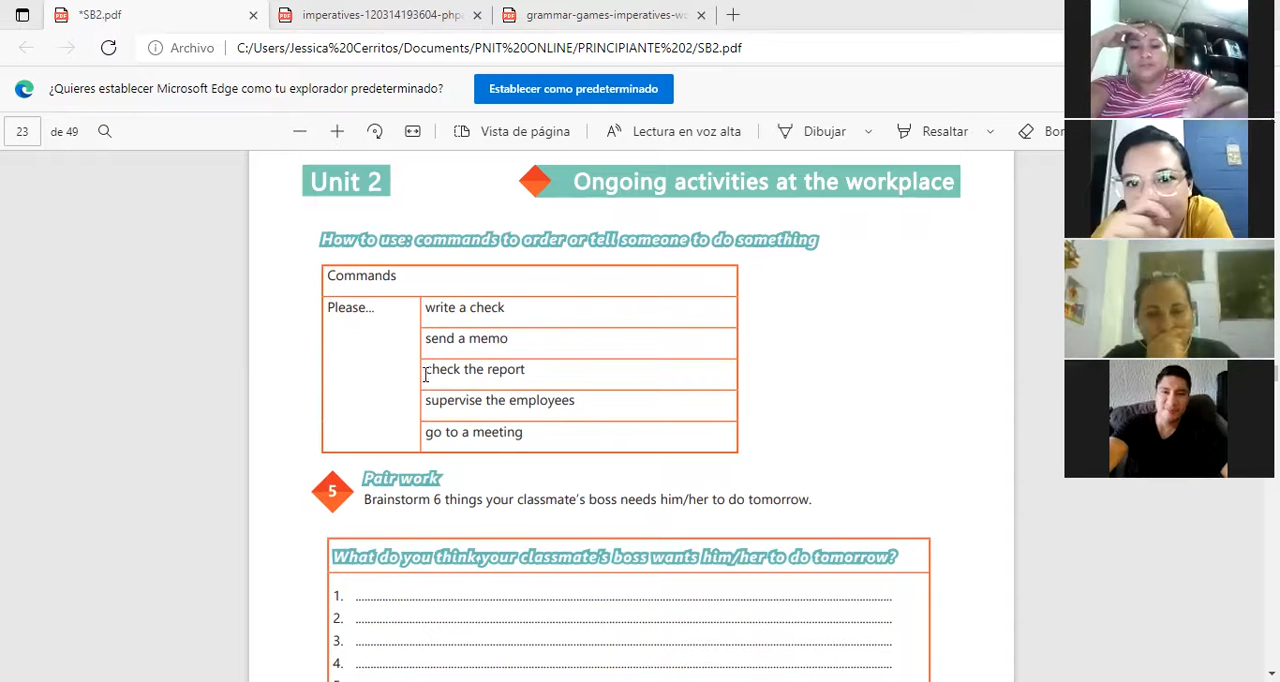 *SB2.pdf
imperatives-120314193604-php
grammar-games-imperatives-w
Archivo
C:/Users/Jessica%20Cerritos/Documents/PNIT%20ONLINE/PRINCIPIANTE%202/SB2.pdf
¿Quieres establecer Microsoft Edge como tu explorador predeterminado?
Establecer como predeterminado
23 de 49
Vista de página
Lectura en voz alta
Dibujar
Resaltar
Bor
Unit 2
Ongoing activities at the workplace
How to use: commands to order or tell someone to do something
Commands
Please...
write a check
send a memo
check the report
supervise the employees
go to a meeting
5
Pair work
Brainstorm 6 things your classmate's boss needs him/her to do tomorrow.
What do you think your classmate's boss wants him/her to do tomorrow?
1.
2.
3.
4.